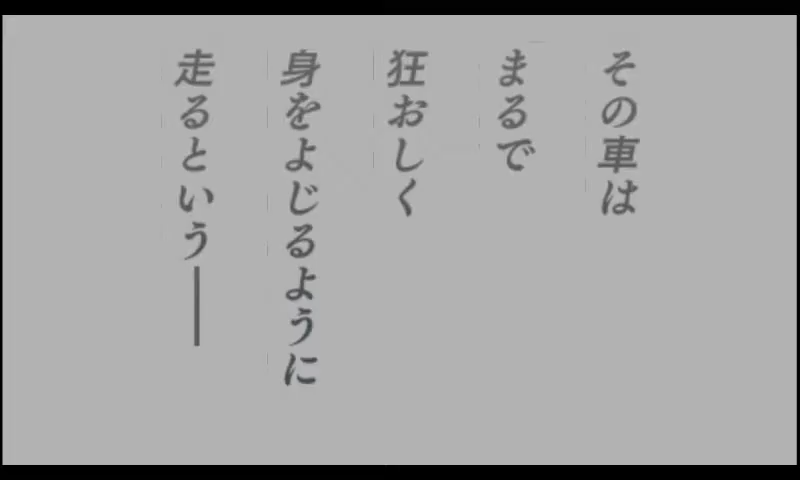 その車は
まるで
狂おしく
身をよじるように
走るという――